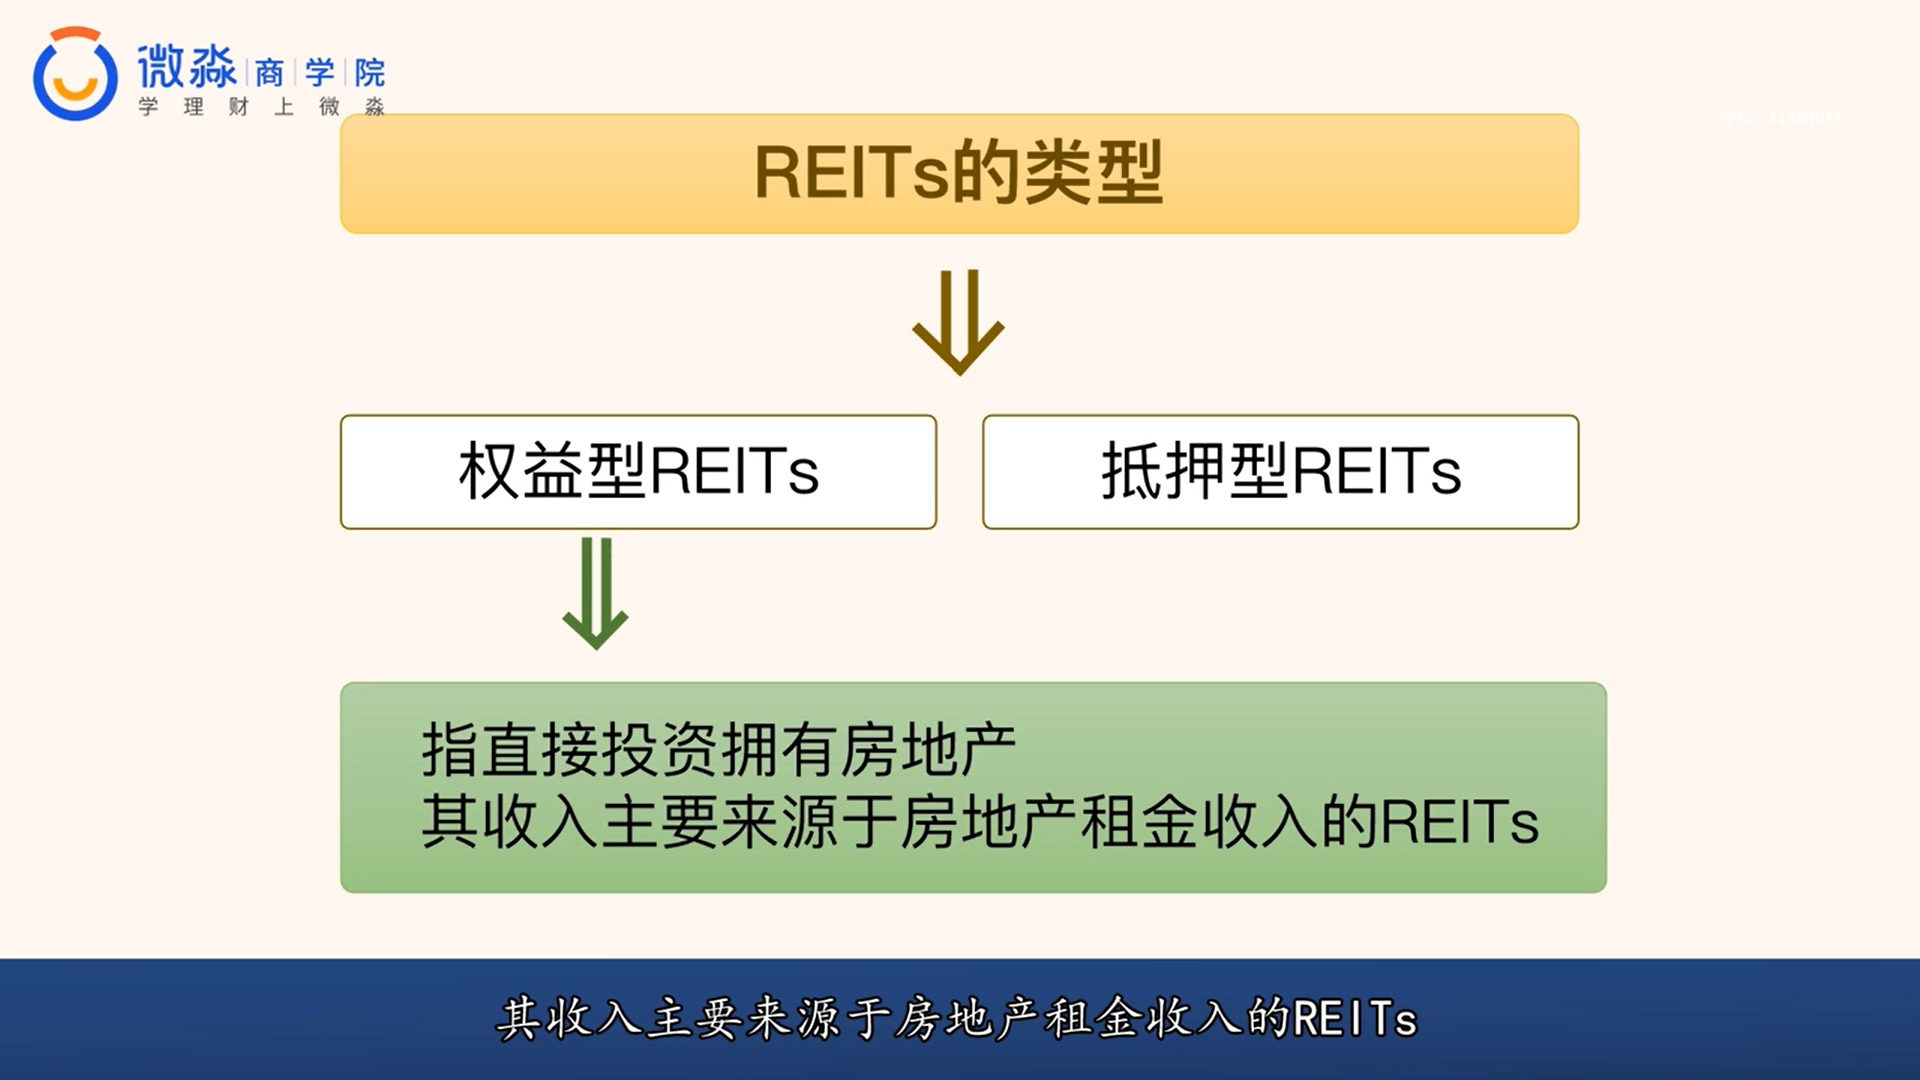 微淼商学院
学理财上微淼
学号：11184911
REITs的类型
权益型REITs
抵押型REITs
指直接投资拥有房地产
其收入主要来源于房地产租金收入的REITs
其收入主要来源于房地产租金收入的REITs